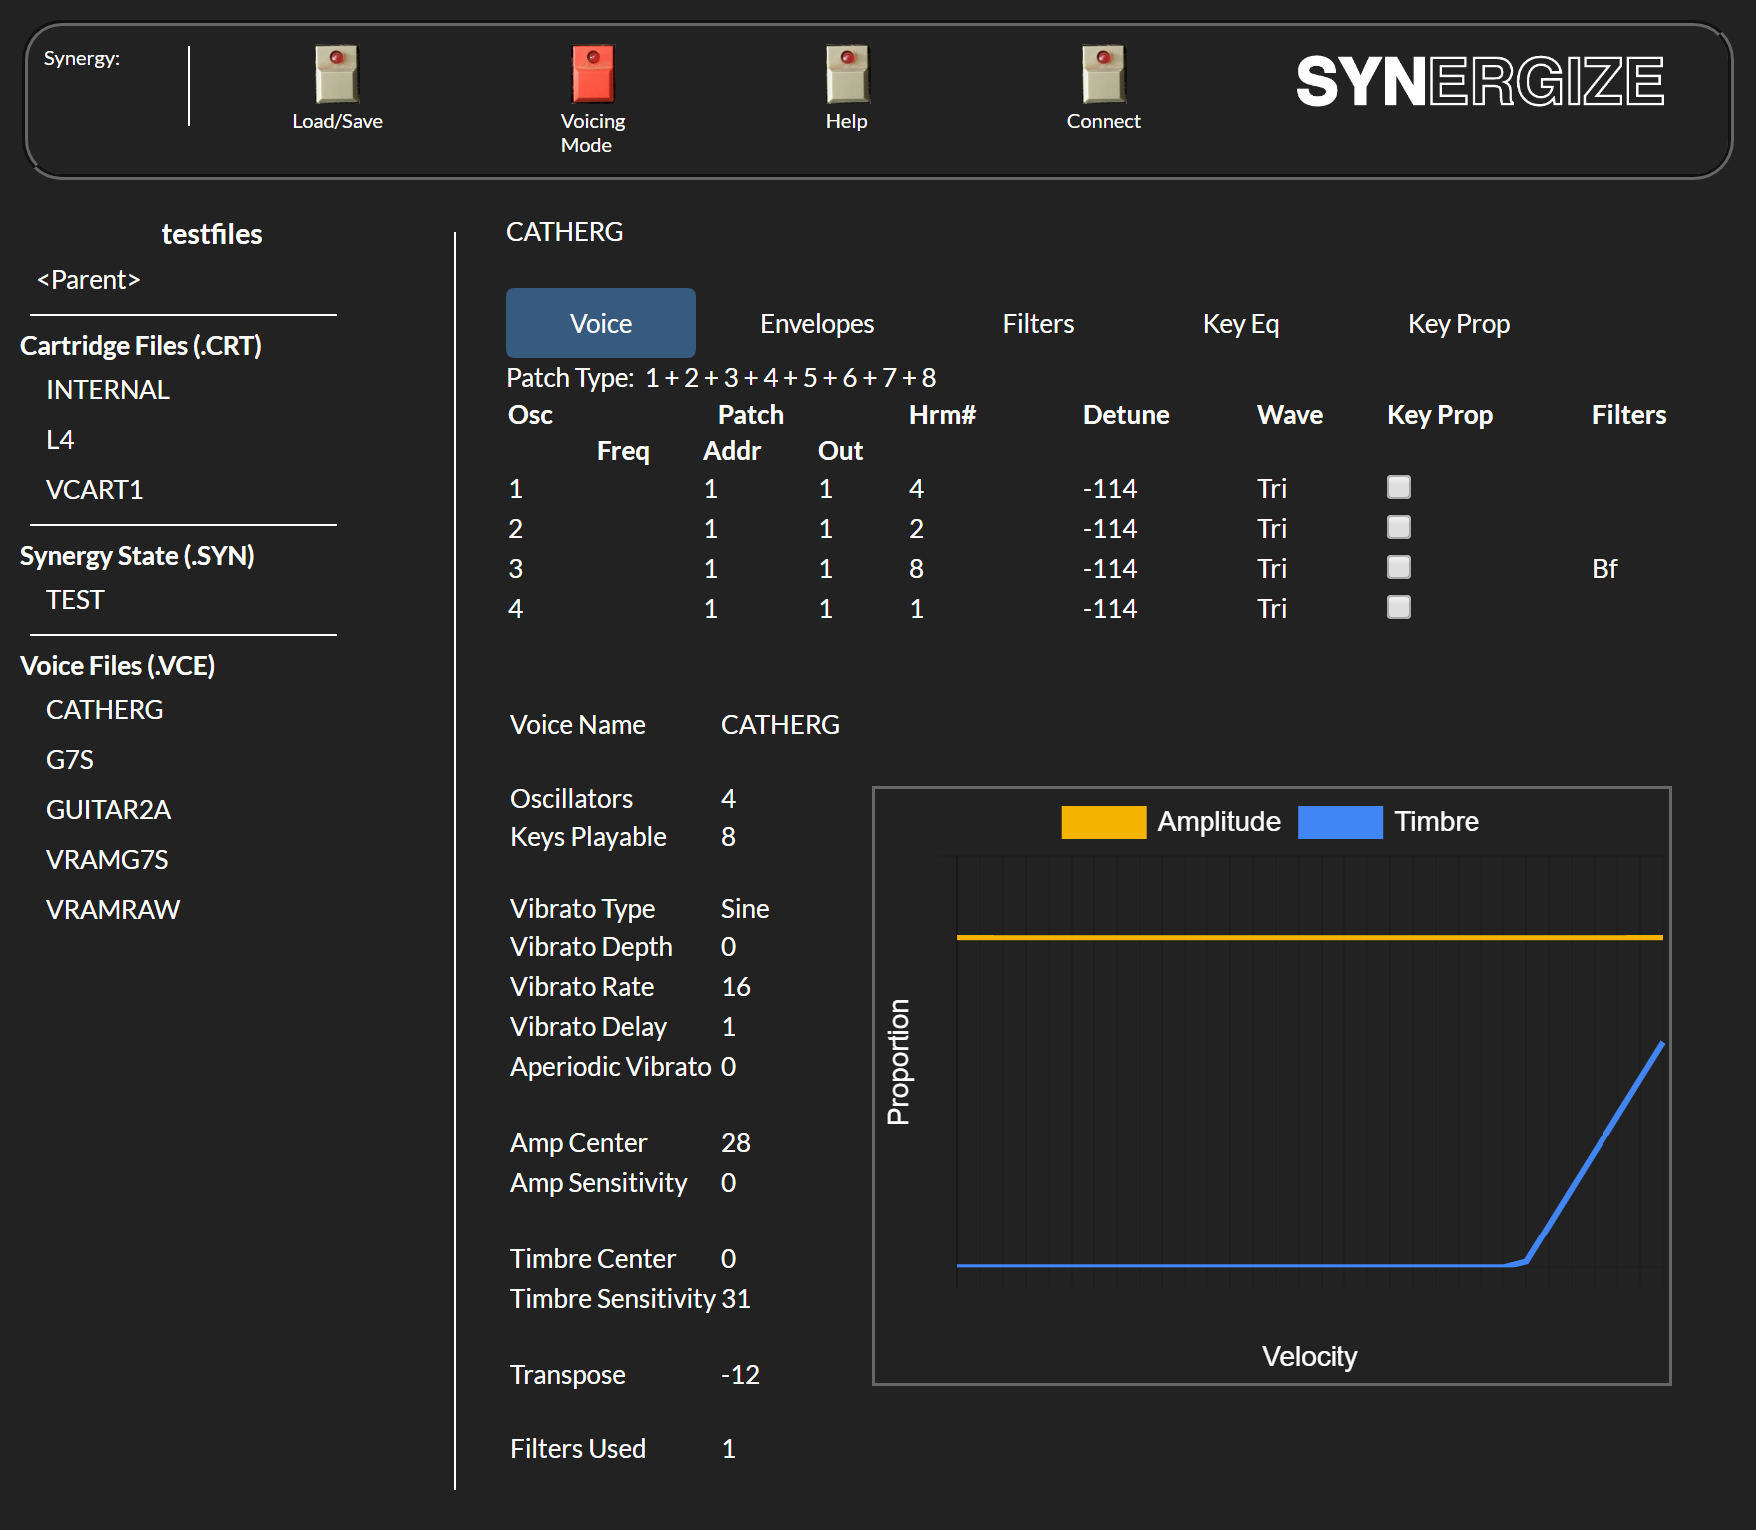 Synergy:
Load/Save
Voicing
Mode
Help
Connect
SYNERGIZE
testfiles
<Parent>
Cartridge Files (.CRT)
INTERNAL
L4
VCART1
Synergy State (.SYN)
TEST
Voice Files (.VCE)
CATHERG
G7S
GUITAR2A
VRAMG7S
VRAMRAW
CATHERG
Voice Envelopes Filters Key Eq Key Prop
Patch Type: 1 + 2 + 3 + 4 + 5 + 6 + 7 + 8
Osc Patch Hrm# Detune Wave Key Prop Filters
Freq Addr Out
1 1 1 4 -114 Tri
2 1 1 2 -114 Tri
3 1 1 8 -114 Tri Bf
4 1 1 1 -114 Tri
Voice Name CATHERG
Oscillators 4
Keys Playable 8
Vibrato Type Sine
Vibrato Depth 0
Vibrato Rate 16
Vibrato Delay 1
Aperiodic Vibrato 0
Amp Center 28
Amp Sensitivity 0
Timbre Center 0
Timbre Sensitivity 31
Transpose -12
Filters Used 1
Amplitude Timbre
Proportion
Velocity